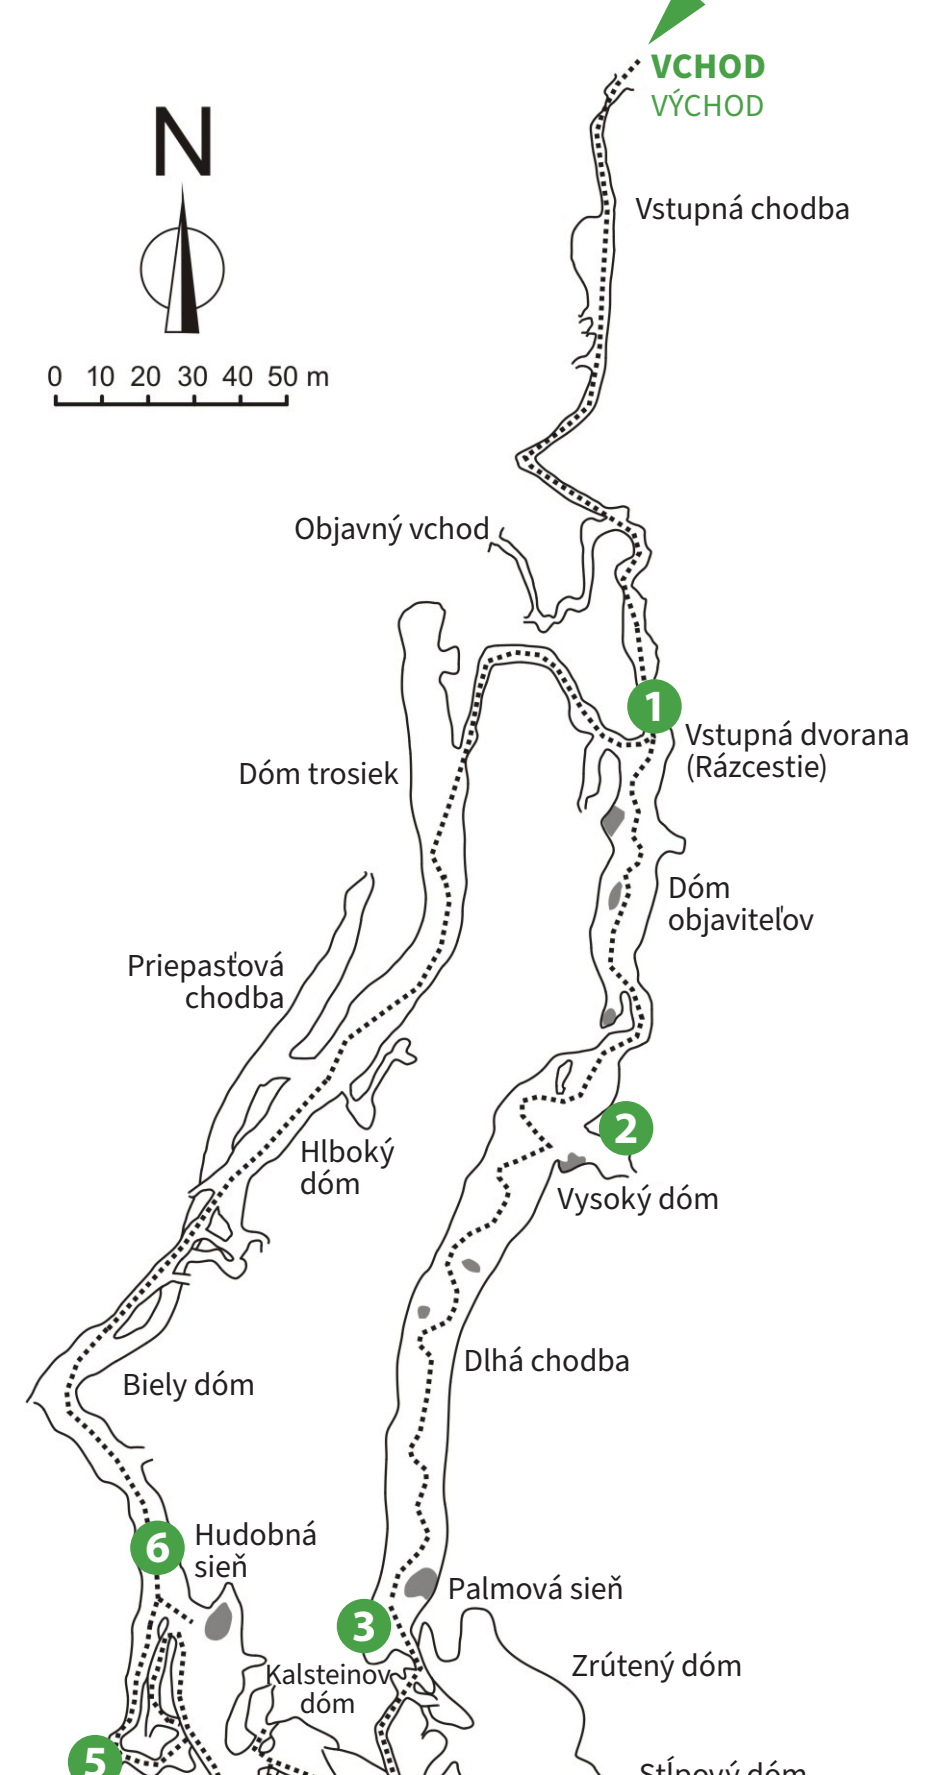 VCHOD
VÝCHOD
N
Vstupná chodba
0 10 20 30 40 50 m
Objavný vchod
1
Vstupná dvorana
(Rázcestie)
Dóm trosiek
Dóm
objaviteľov
Priepasťová
chodba
2
Hlboký
dóm
Vysoký dóm
Dlhá chodba
Biely dóm
6
Hudobná
sieň
Palmová sieň
3
Kalsteinov
dóm
Zrútený dóm
5
Stĺpový dóm